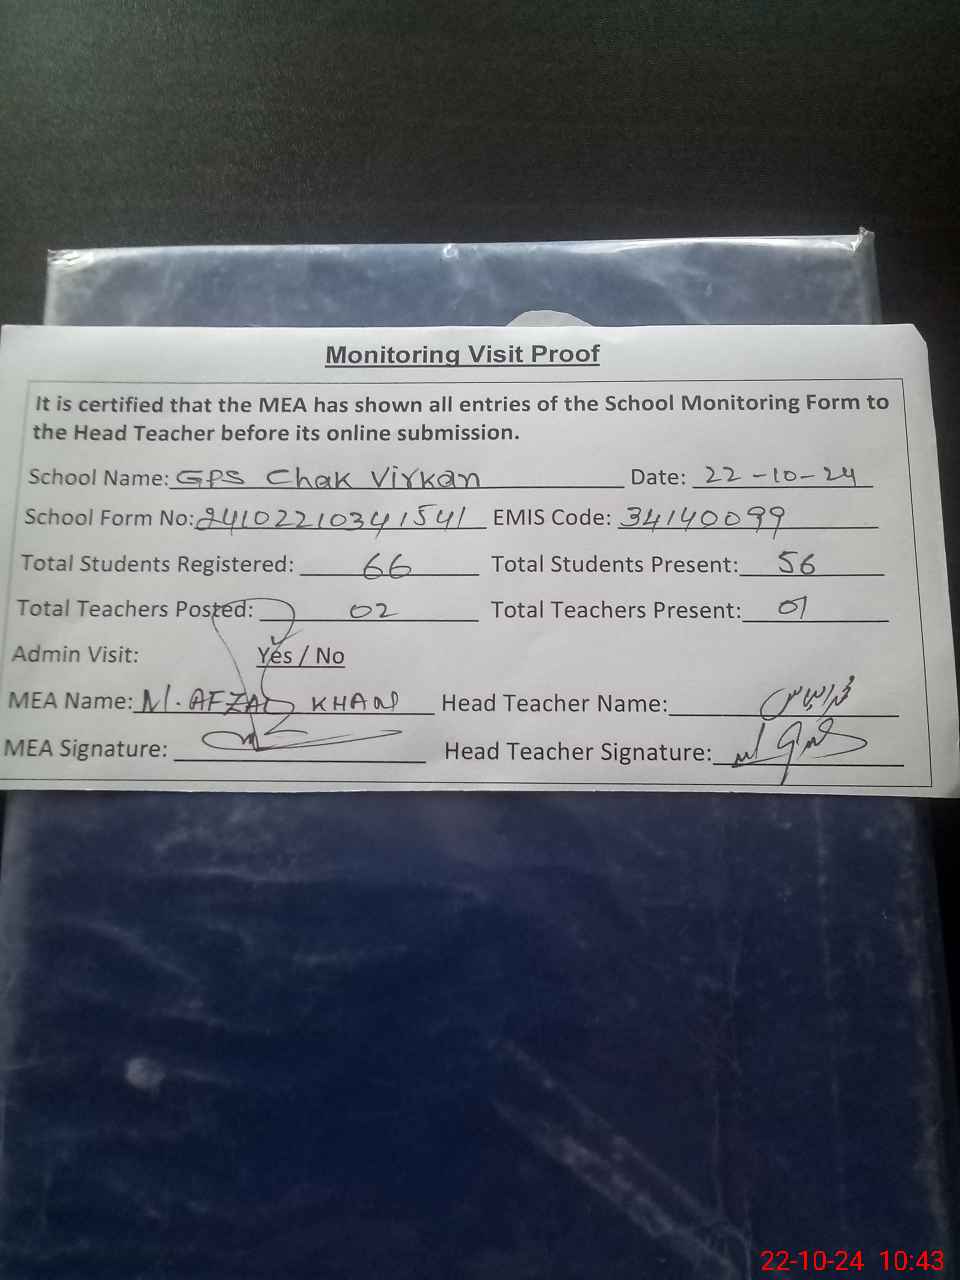 Monitoring Visit Proof
It is certified that the MEA has shown all entries of the School Monitoring Form to
the Head Teacher before its online submission.
School Name: GPS Chak Virkan Date: 22-10-24
School Form No: 24102210341541 EMIS Code: 34140099
Total Students Registered: 66 Total Students Present: 56
Total Teachers Posted: 02 Total Teachers Present: 01
Admin Visit: Yes / No
MEA Name: M. AFZAL KHAN Head Teacher Name:
MEA Signature: Head Teacher Signature:
22-10-24 10:43